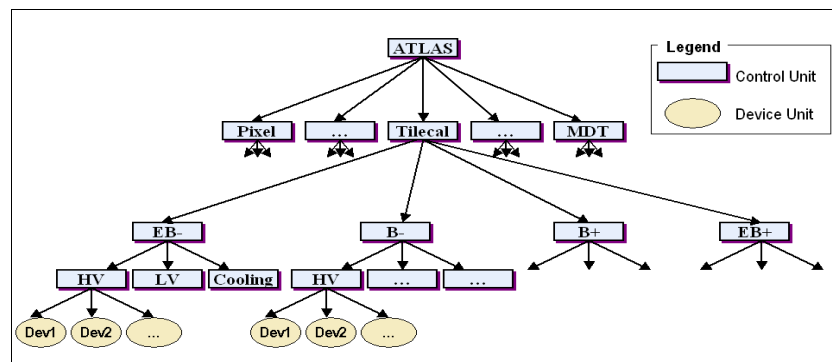 ATLAS
Legend
Control Unit
Device Unit
Pixel
...
Tilecal
...
MDT
EB-
B-
B+
EB+
HV
LV
Cooling
HV
...
...
Dev1
Dev2
...
Dev1
Dev2
...